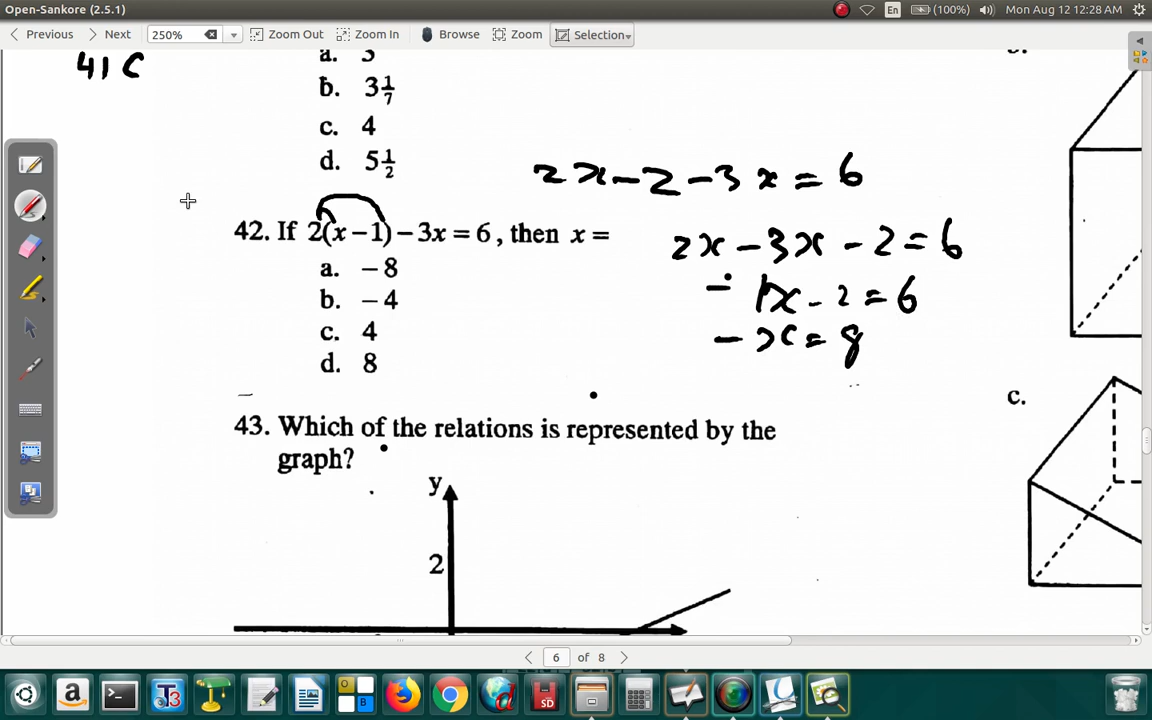 Open-Sankore (2.5.1)
En (100%) Mon Aug 12 12:28 AM
Previous Next 250% Zoom Out Zoom In Browse Zoom Selection
41 C
a. 3
b. 3 1/7
c. 4
d. 5 1/2
2x - 2 - 3x = 6
42. If 2(x − 1) − 3x = 6, then x =
2x - 3x - 2 = 6
a. − 8
- 1x - 2 = 6
b. − 4
c. 4
- x = 8
d. 8
c.
43. Which of the relations is represented by the
graph?
y
2
6 of 8
SD